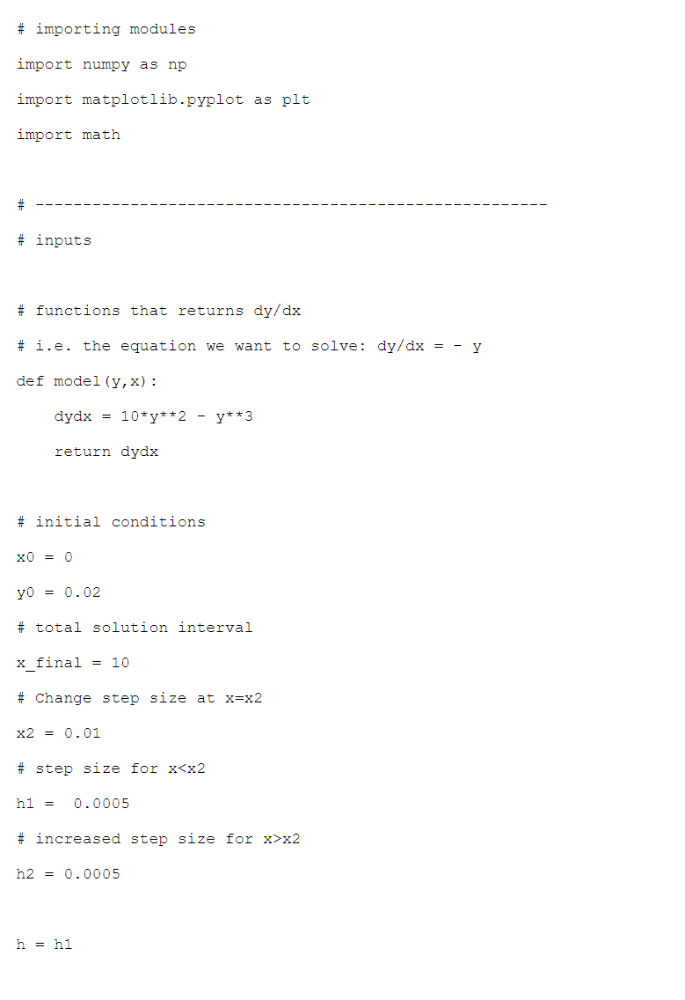 # importing modules
import numpy as np
import matplotlib.pyplot as plt
import math
# ------------------------------------------------------
# inputs
# functions that returns dy/dx
# i.e. the equation we want to solve: dy/dx = - y
def model(y,x):
    dydx = 10*y**2 - y**3
    return dydx
# initial conditions
x0 = 0
y0 = 0.02
# total solution interval
x_final = 10
# Change step size at x=x2
x2 = 0.01
# step size for x<x2
h1 =  0.0005
# increased step size for x>x2
h2 = 0.0005
h = h1